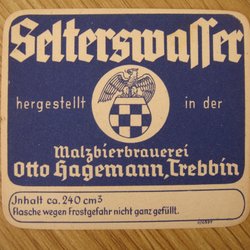 Selterswasser
hergestellt in der
Malzbierbrauerei
Otto Hagemann, Trebbin
Inhalt ca. 240 cm³
Flasche wegen Frostgefahr nicht ganz gefüllt.